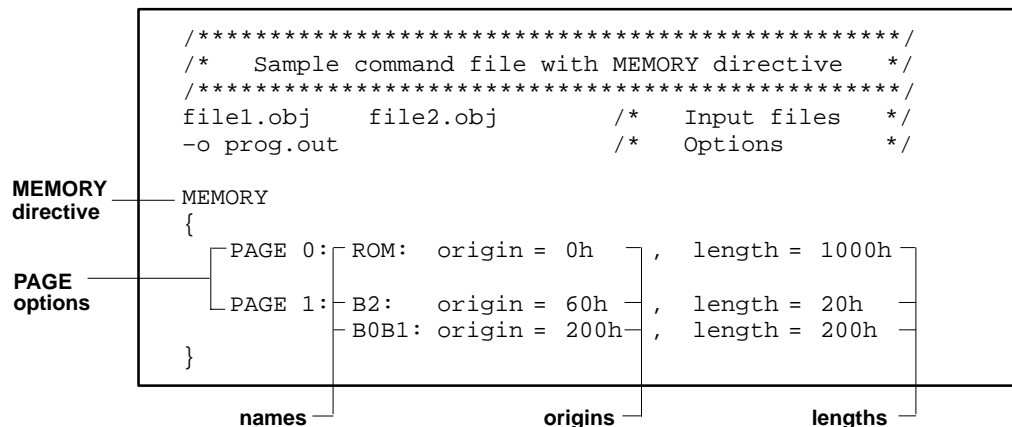 /*************************************************/
/* Sample command file with MEMORY directive */
/*************************************************/
file1.obj file2.obj /* Input files */
−o prog.out /* Options */
MEMORY directive
MEMORY
{
PAGE options
PAGE 0: ROM: origin = 0h , length = 1000h
PAGE 1: B2: origin = 60h , length = 20h
B0B1: origin = 200h , length = 200h
}
names origins lengths